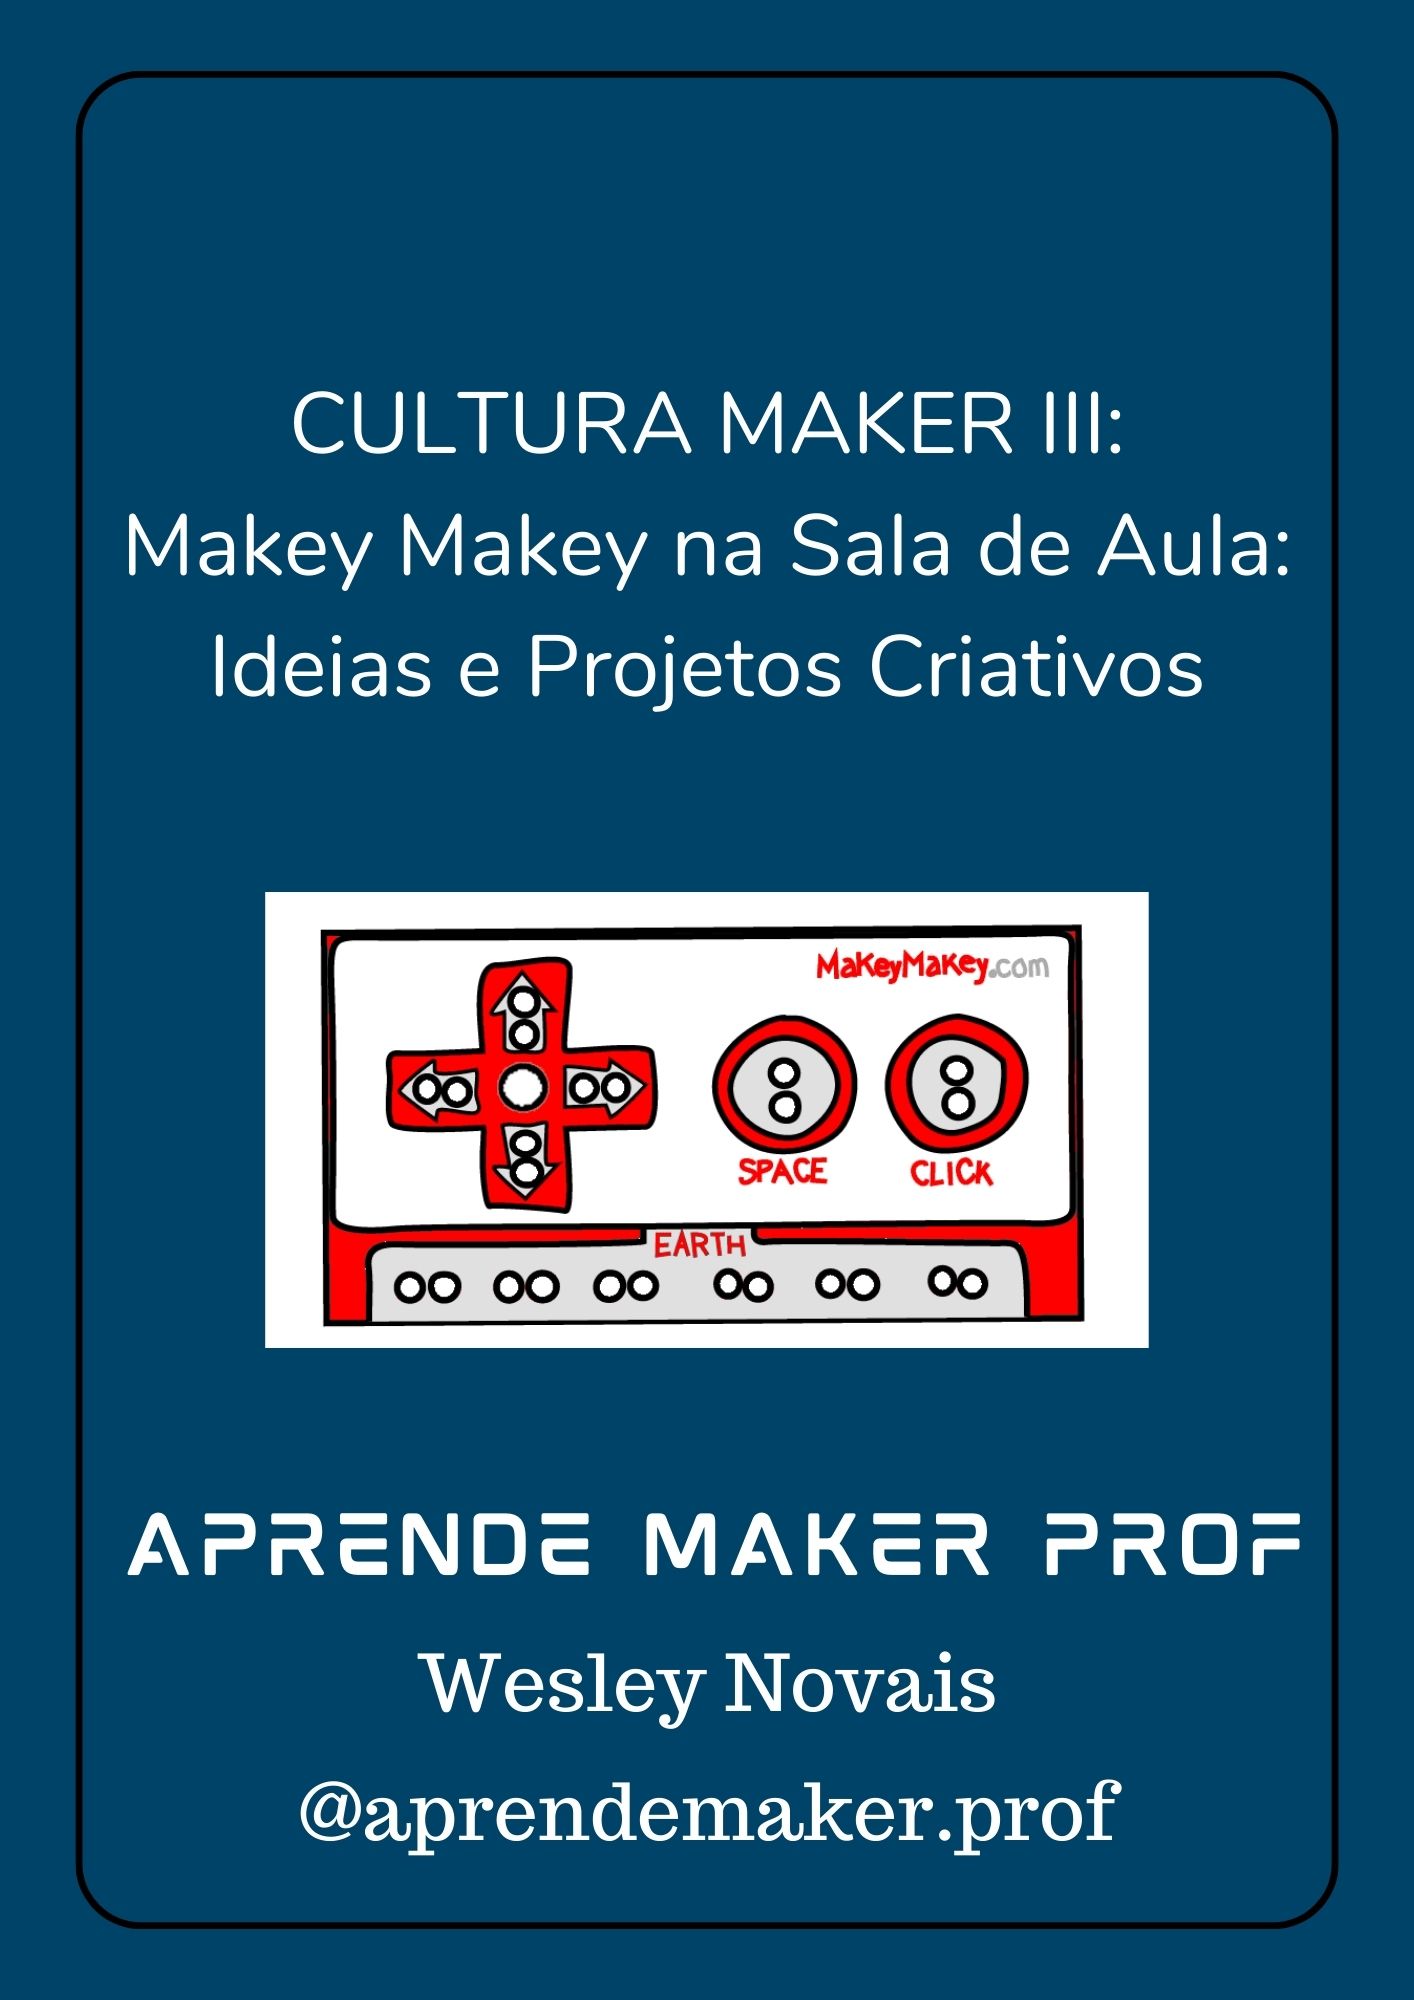 CULTURA MAKER III:
Makey Makey na Sala de Aula:
Ideias e Projetos Criativos
MaKeyMaKey.com
SPACE
CLICK
EARTH
APRENDE MAKER PROF
Wesley Novais
@aprendemaker.prof